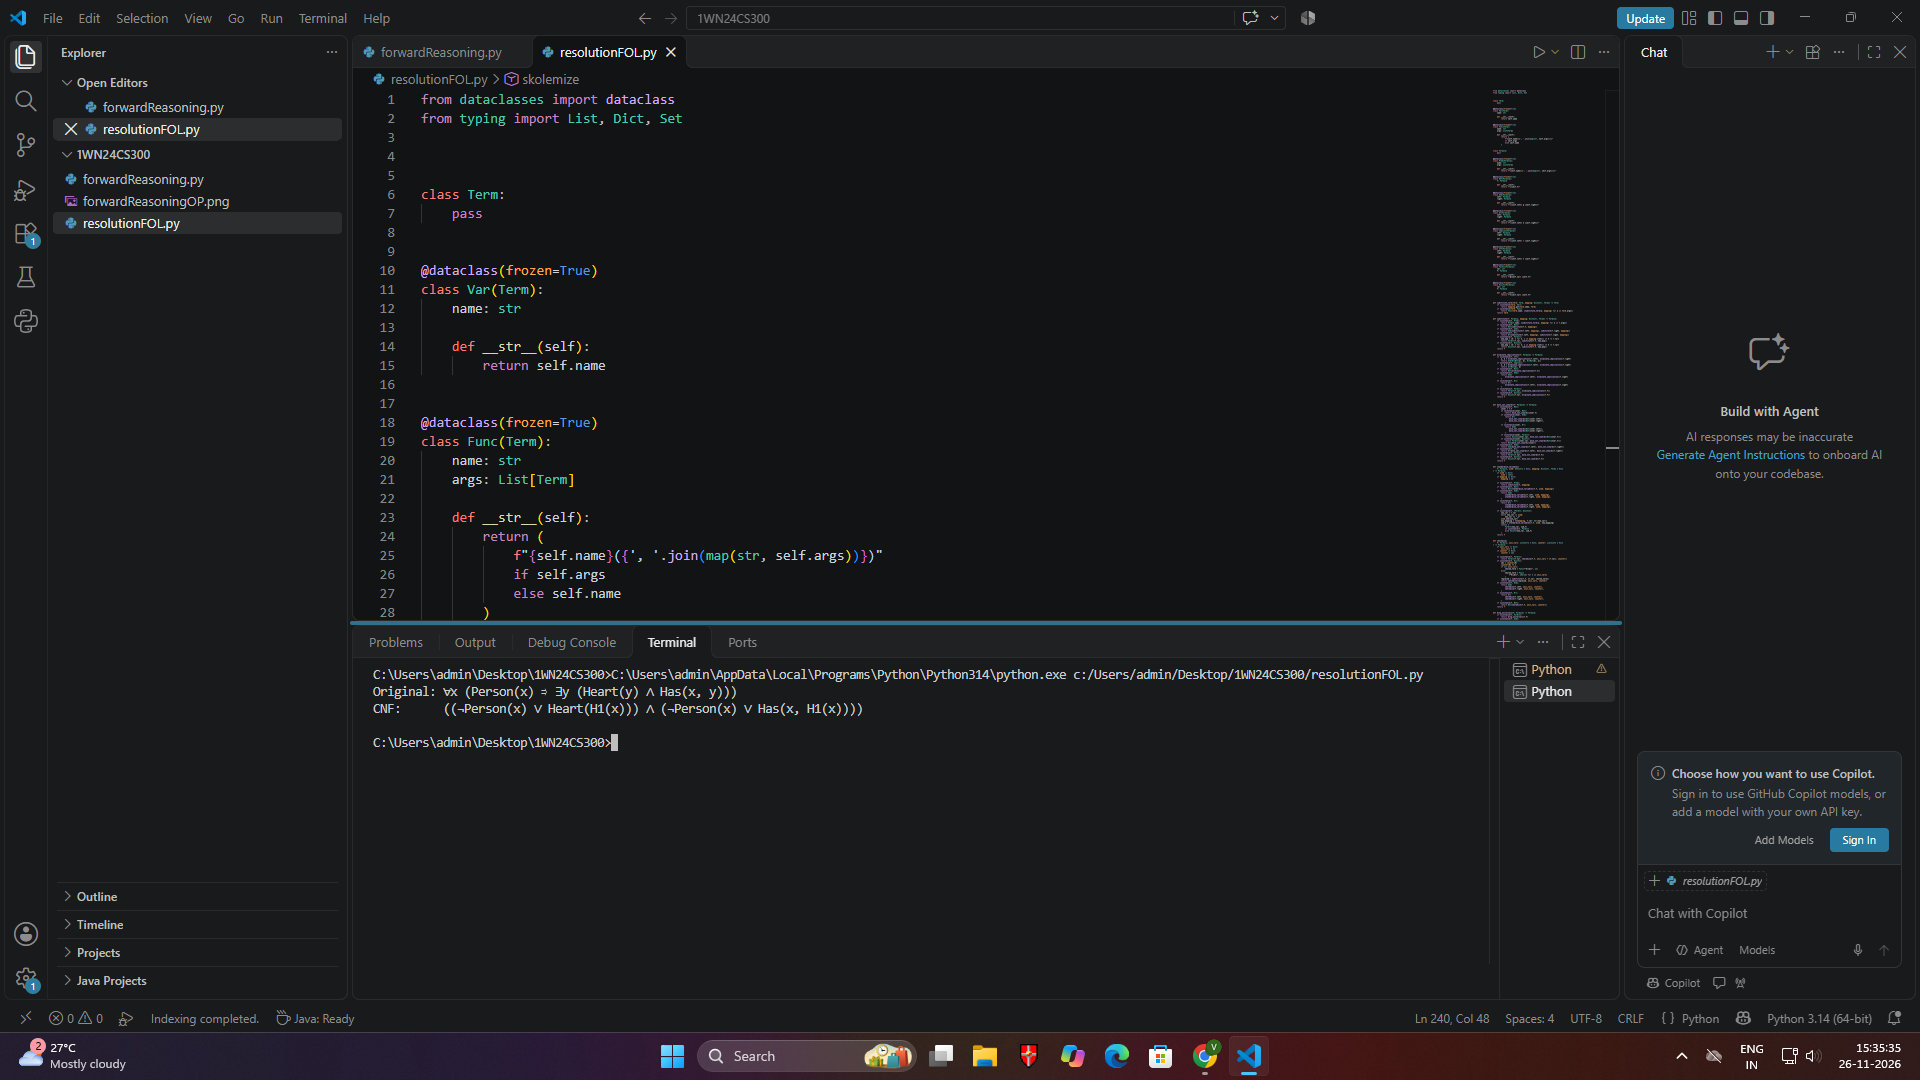 File Edit Selection View Go Run Terminal Help
1WN24CS300
Update
Explorer
Open Editors
forwardReasoning.py
resolutionFOL.py
1WN24CS300
forwardReasoning.py
forwardReasoningOP.png
resolutionFOL.py
Outline
Timeline
Projects
Java Projects
1
1
forwardReasoning.py
resolutionFOL.py
resolutionFOL.py > skolemize
1 from dataclasses import dataclass
2 from typing import List, Dict, Set
3
4
5
6 class Term:
7 pass
8
9
10 @dataclass(frozen=True)
11 class Var(Term):
12 name: str
13
14 def __str__(self):
15 return self.name
16
17
18 @dataclass(frozen=True)
19 class Func(Term):
20 name: str
21 args: List[Term]
22
23 def __str__(self):
24 return (
25 f"{self.name}({', '.join(map(str, self.args))})"
26 if self.args
27 else self.name
28 )
Problems Output Debug Console Terminal Ports
C:\Users\admin\Desktop\1WN24CS300>C:\Users\admin\AppData\Local\Programs\Python\Python314\python.exe c:/Users/admin/Desktop/1WN24CS300/resolutionFOL.py
Original: ∀x (Person(x) ⇒ ∃y (Heart(y) ∧ Has(x, y)))
CNF: ((¬Person(x) ∨ Heart(H1(x))) ∧ (¬Person(x) ∨ Has(x, H1(x))))
C:\Users\admin\Desktop\1WN24CS300>
Python
Python
Chat
Build with Agent
AI responses may be inaccurate
Generate Agent Instructions to onboard AI
onto your codebase.
Choose how you want to use Copilot.
Sign in to use GitHub Copilot models, or
add a model with your own API key.
Add Models Sign In
resolutionFOL.py
Chat with Copilot
Agent Models
Copilot
0 0 Indexing completed. Java: Ready
Ln 240, Col 48 Spaces: 4 UTF-8 CRLF { } Python Python 3.14 (64-bit)
2
27°C
Mostly cloudy
Search
V
ENG
IN
15:35:35
26-11-2026